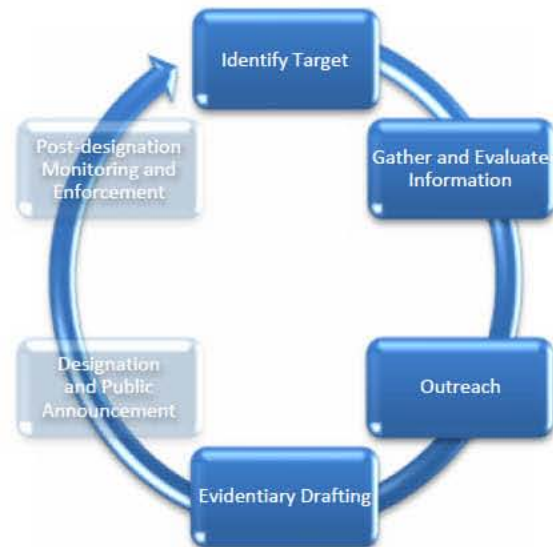 Identify Target
Gather and Evaluate
Information
Outreach
Evidentiary Drafting
Designation
and Public
Announcement
Post-designation
Monitoring and
Enforcement